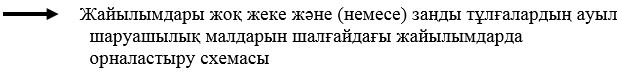 Жайылымдары жоқ жеке және (немесе) заңды тұлғалардың ауыл
шаруашылық малдарын шалғайдағы жайылымдарда
орналастыру схемасы